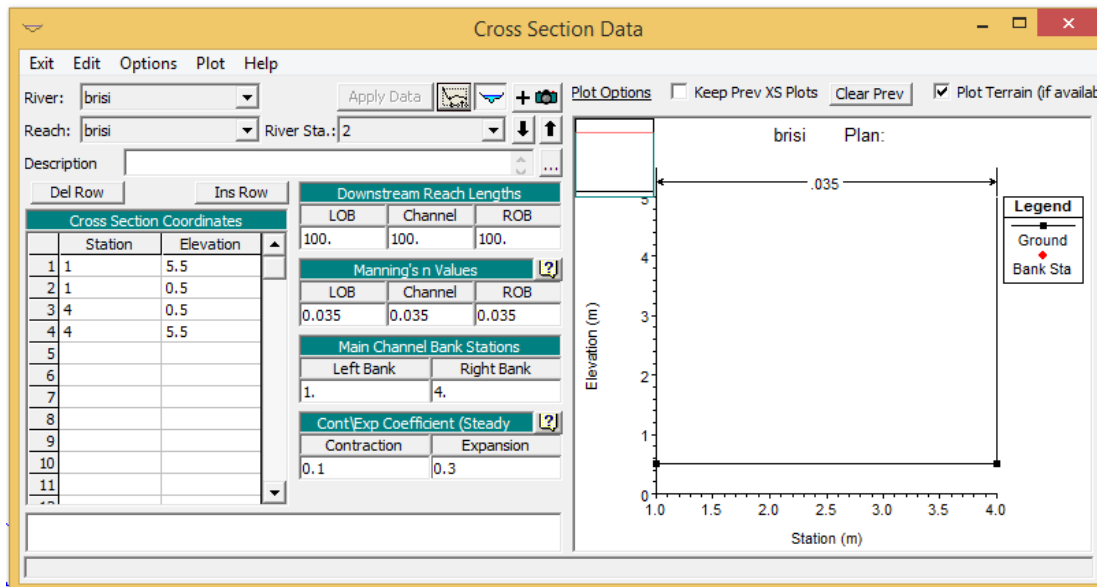 Cross Section Data
Exit Edit Options Plot Help
River: brisi Apply Data + Plot Options Keep Prev XS Plots Clear Prev Plot Terrain (if availab
Reach: brisi River Sta.: 2
Description ...
Del Row Ins Row
Cross Section Coordinates
Station Elevation
1 1 5.5
2 1 0.5
3 4 0.5
4 4 5.5
5
6
7
8
9
10
11
Downstream Reach Lengths
LOB Channel ROB
100. 100. 100.
Manning's n Values
LOB Channel ROB
0.035 0.035 0.035
Main Channel Bank Stations
Left Bank Right Bank
1. 4.
Cont\Exp Coefficient (Steady
Contraction Expansion
0.1 0.3
brisi Plan:
.035
5
4
3
2
1
0
Elevation (m)
1.0 1.5 2.0 2.5 3.0 3.5 4.0
Station (m)
Legend
Ground
Bank Sta